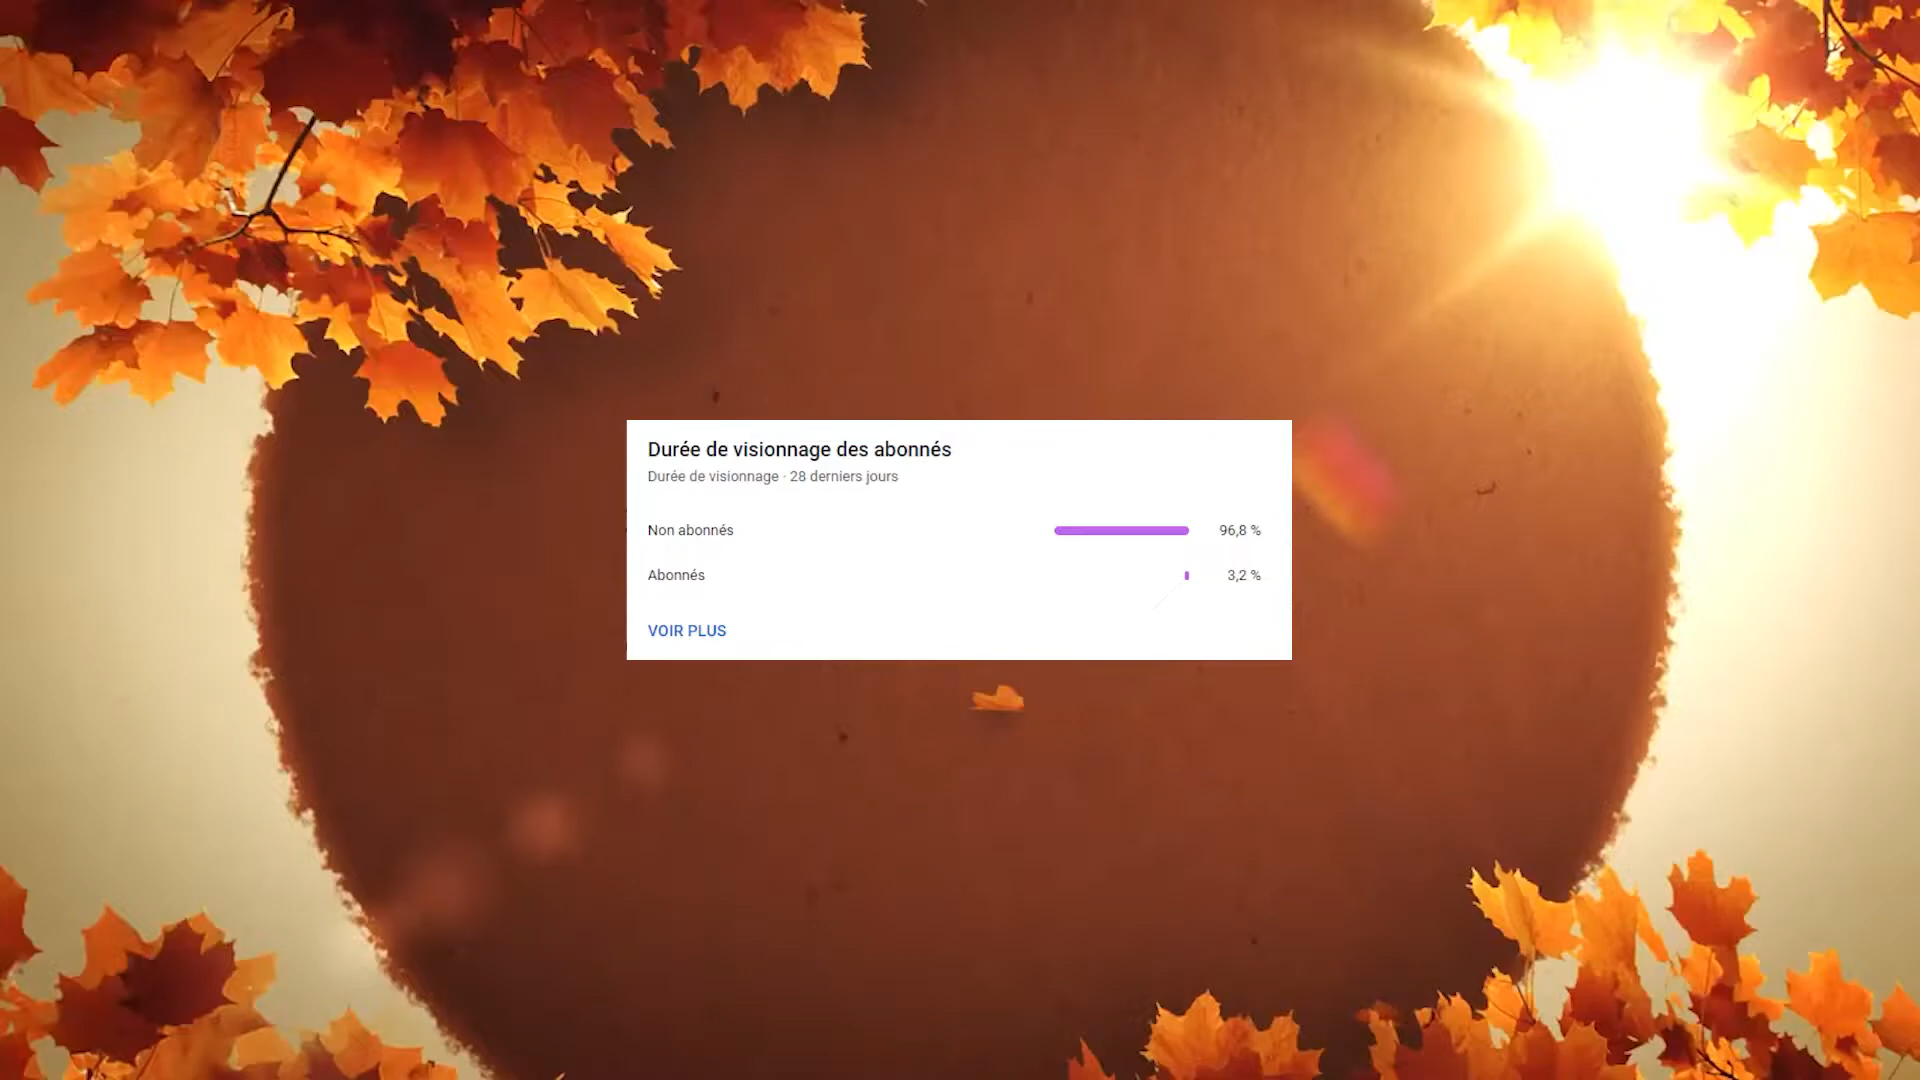 Durée de visionnage des abonnés
Durée de visionnage · 28 derniers jours
Non abonnés 96,8 %
Abonnés 3,2 %
VOIR PLUS